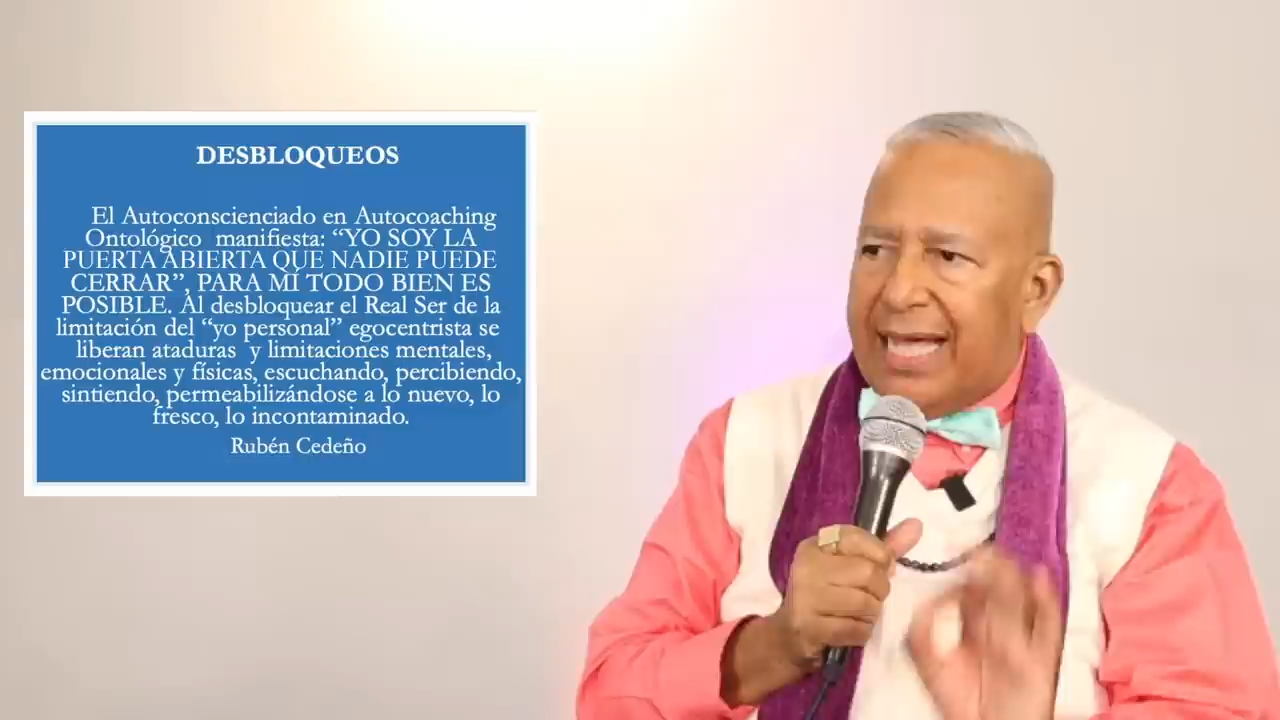 DESBLOQUEOS
El Autoconscienciado en Autocoaching
Ontológico manifiesta: “YO SOY LA
PUERTA ABIERTA QUE NADIE PUEDE
CERRAR”, PARA MÍ TODO BIEN ES
POSIBLE. Al desbloquear el Real Ser de la
limitación del “yo personal” egocentrista se
liberan ataduras y limitaciones mentales,
emocionales y físicas, escuchando, percibiendo,
sintiendo, permeabilizándose a lo nuevo, lo
fresco, lo incontaminado.
Rubén Cedeño